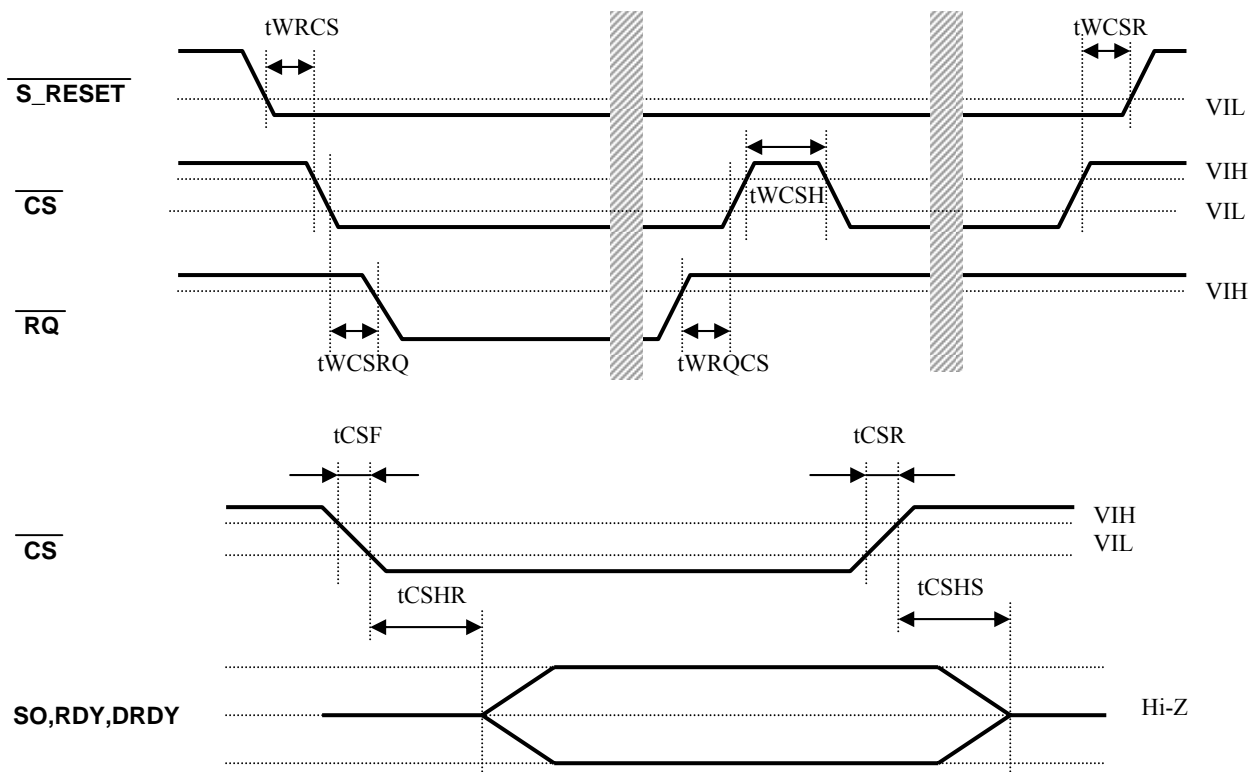 tWRCS
tWCSR
S_RESET
VIL
VIH
CS
tWCSH
VIL
VIH
RQ
tWCSRQ
tWRQCS
tCSF
tCSR
VIH
CS
VIL
tCSHR
tCSHS
SO,RDY,DRDY
Hi-Z